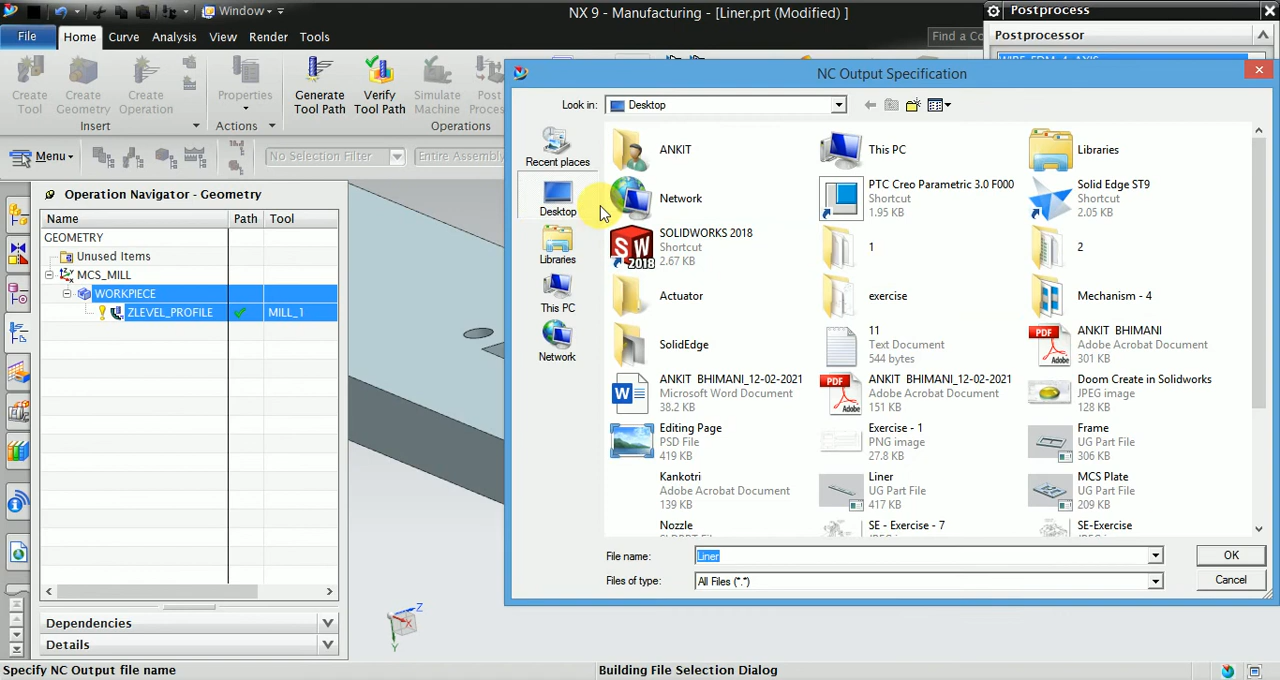 Window
NX 9 - Manufacturing - [Liner.prt (Modified) ]
Postprocess
File
Home
Curve
Analysis
View
Render
Tools
Find a Co
Postprocessor
Create Tool
Create Geometry
Create Operation
Properties
Generate Tool Path
Verify Tool Path
Simulate Machine
Post Proce
Insert
Actions
Operations
Menu
No Selection Filter
Entire Assembly
Operation Navigator - Geometry
Name
Path
Tool
GEOMETRY
Unused Items
MCS_MILL
WORKPIECE
ZLEVEL_PROFILE
MILL_1
Dependencies
Details
NC Output Specification
Look in:
Desktop
Recent places
Desktop
Libraries
This PC
Network
ANKIT
This PC
Libraries
Network
PTC Creo Parametric 3.0 F000
Shortcut
1.95 KB
Solid Edge ST9
Shortcut
2.05 KB
SOLIDWORKS 2018
Shortcut
2.67 KB
1
2
Actuator
exercise
Mechanism - 4
SolidEdge
11
Text Document
544 bytes
ANKIT BHIMANI
Adobe Acrobat Document
301 KB
ANKIT BHIMANI_12-02-2021
Microsoft Word Document
38.2 KB
ANKIT BHIMANI_12-02-2021
Adobe Acrobat Document
151 KB
Doom Create in Solidworks
JPEG image
128 KB
Editing Page
PSD File
419 KB
Exercise - 1
PNG image
27.8 KB
Frame
UG Part File
306 KB
Kankotri
Adobe Acrobat Document
139 KB
Liner
UG Part File
417 KB
MCS Plate
UG Part File
209 KB
Nozzle
SE - Exercise - 7
SE-Exercise
File name:
Liner
OK
Files of type:
All Files (*.*)
Cancel
Z
X
Y
Specify NC Output file name
Building File Selection Dialog